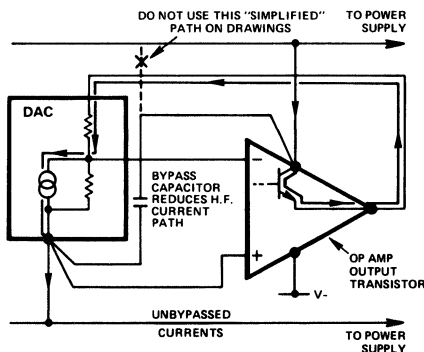 DO NOT USE THIS "SIMPLIFIED"
PATH ON DRAWINGS
TO POWER
SUPPLY
DAC
BYPASS
CAPACITOR
REDUCES H.F.
CURRENT
PATH
−
+
OP AMP
OUTPUT
TRANSISTOR
V-
UNBYPASSED
CURRENTS
TO POWER
SUPPLY